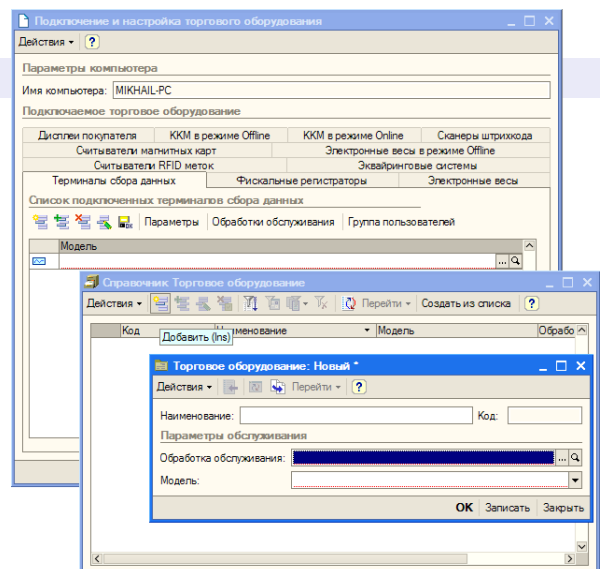 Подключение и настройка торгового оборудования
Действия
Параметры компьютера
Имя компьютера: MIKHAIL-PC
Подключаемое торговое оборудование
Дисплеи покупателя ККМ в режиме Offline ККМ в режиме Online Сканеры штрихкода
Считыватели магнитных карт Электронные весы в режиме Offline
Считыватели RFID меток Эквайринговые системы
Терминалы сбора данных Фискальные регистраторы Электронные весы
Список подключенных терминалов сбора данных
Параметры Обработки обслуживания Группа пользователей
Модель
...
Справочник Торговое оборудование
Действия Перейти Создать из списка ?
Код Наименование Модель Обрабо
Добавить (Ins)
Торговое оборудование: Новый *
Действия Перейти ?
Наименование: Код:
Параметры обслуживания
Обработка обслуживания: ...
Модель:
OK Записать Закрыть